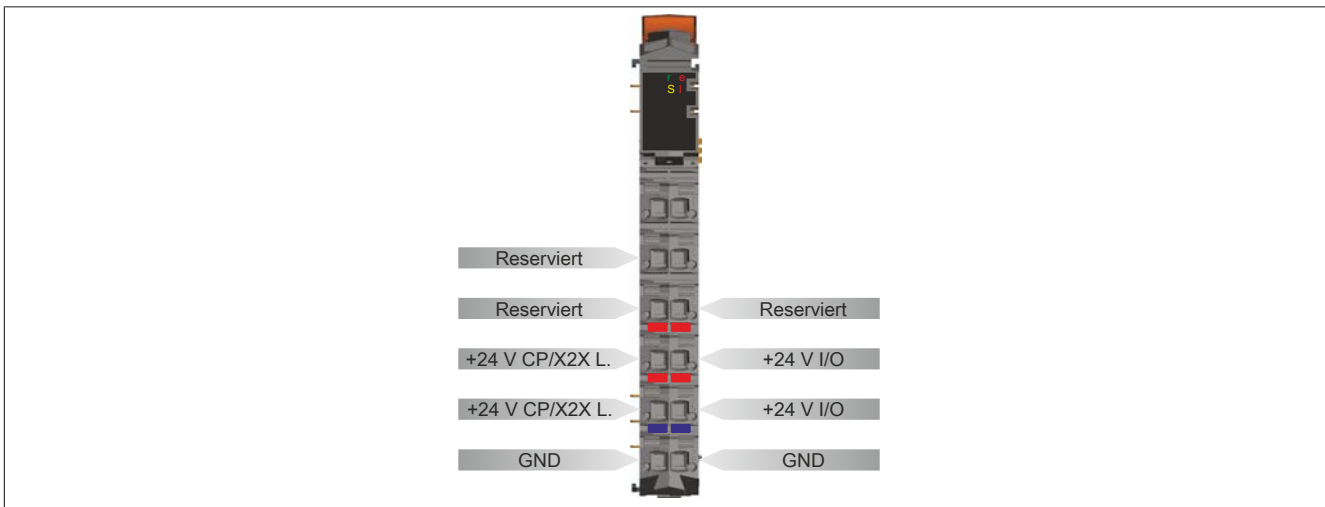 r e
S l
Reserviert
Reserviert Reserviert
+24 V CP/X2X L. +24 V I/O
+24 V CP/X2X L. +24 V I/O
GND GND